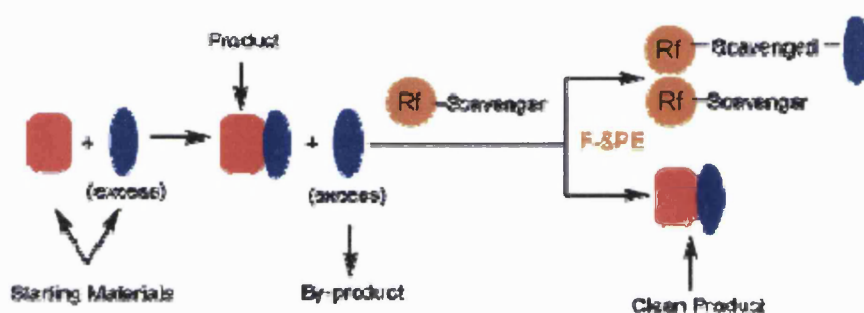 Product
Rf
Scavenged
Rf
Scavenger
Rf
Scavenger
+
+
F-SPE
(excess)
(excess)
Starting Materials
By-product
Clean Product